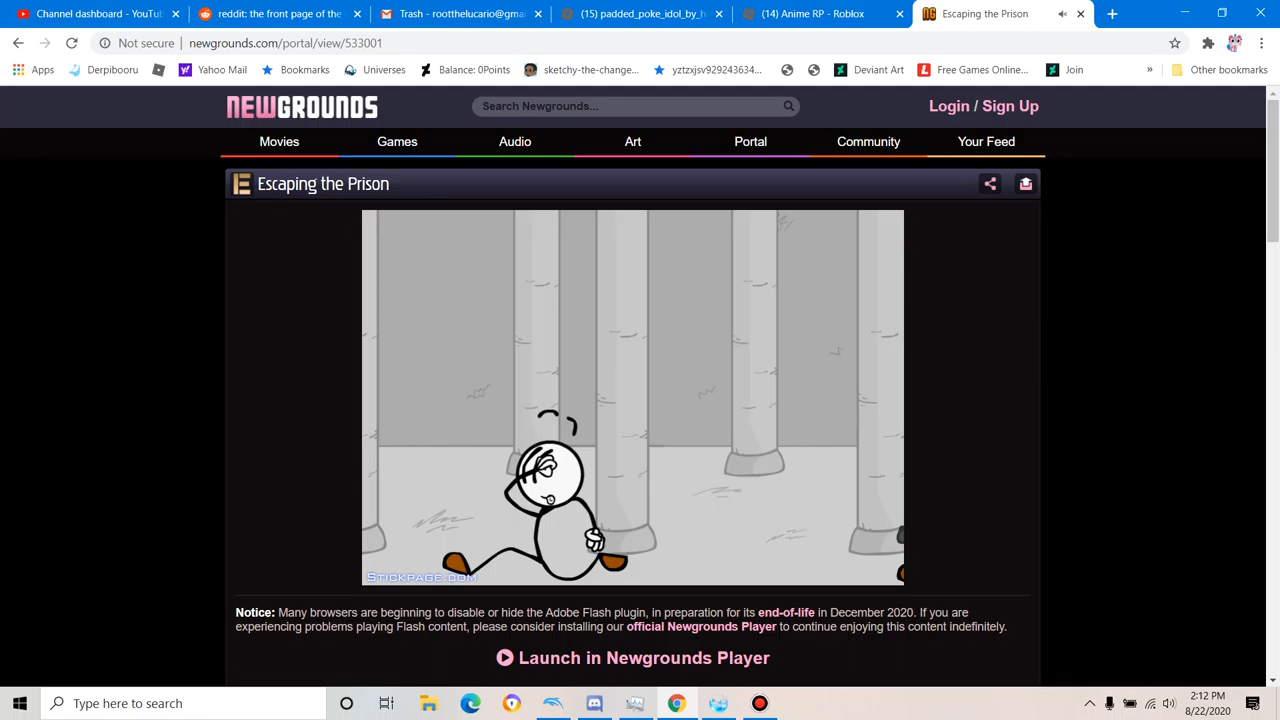 Channel dashboard - YouTub
reddit: the front page of the
Trash - rootthelucario@gma
(15) padded_poke_idol_by_h
(14) Anime RP - Roblox
Escaping the Prison
Not secure | newgrounds.com/portal/view/533001
Apps
Derpibooru
Yahoo Mail
Bookmarks
Universes
Balance: 0Points
sketchy-the-change...
yztzxjsv929243634...
Deviant Art
Free Games Online...
Join
»
Other bookmarks
NEWGROUNDS
Search Newgrounds...
Login / Sign Up
Movies
Games
Audio
Art
Portal
Community
Your Feed
E Escaping the Prison
STICKPAGE.COM
Notice: Many browsers are beginning to disable or hide the Adobe Flash plugin, in preparation for its end-of-life in December 2020. If you are
experiencing problems playing Flash content, please consider installing our official Newgrounds Player to continue enjoying this content indefinitely.
Launch in Newgrounds Player
Type here to search
2:12 PM
8/22/2020